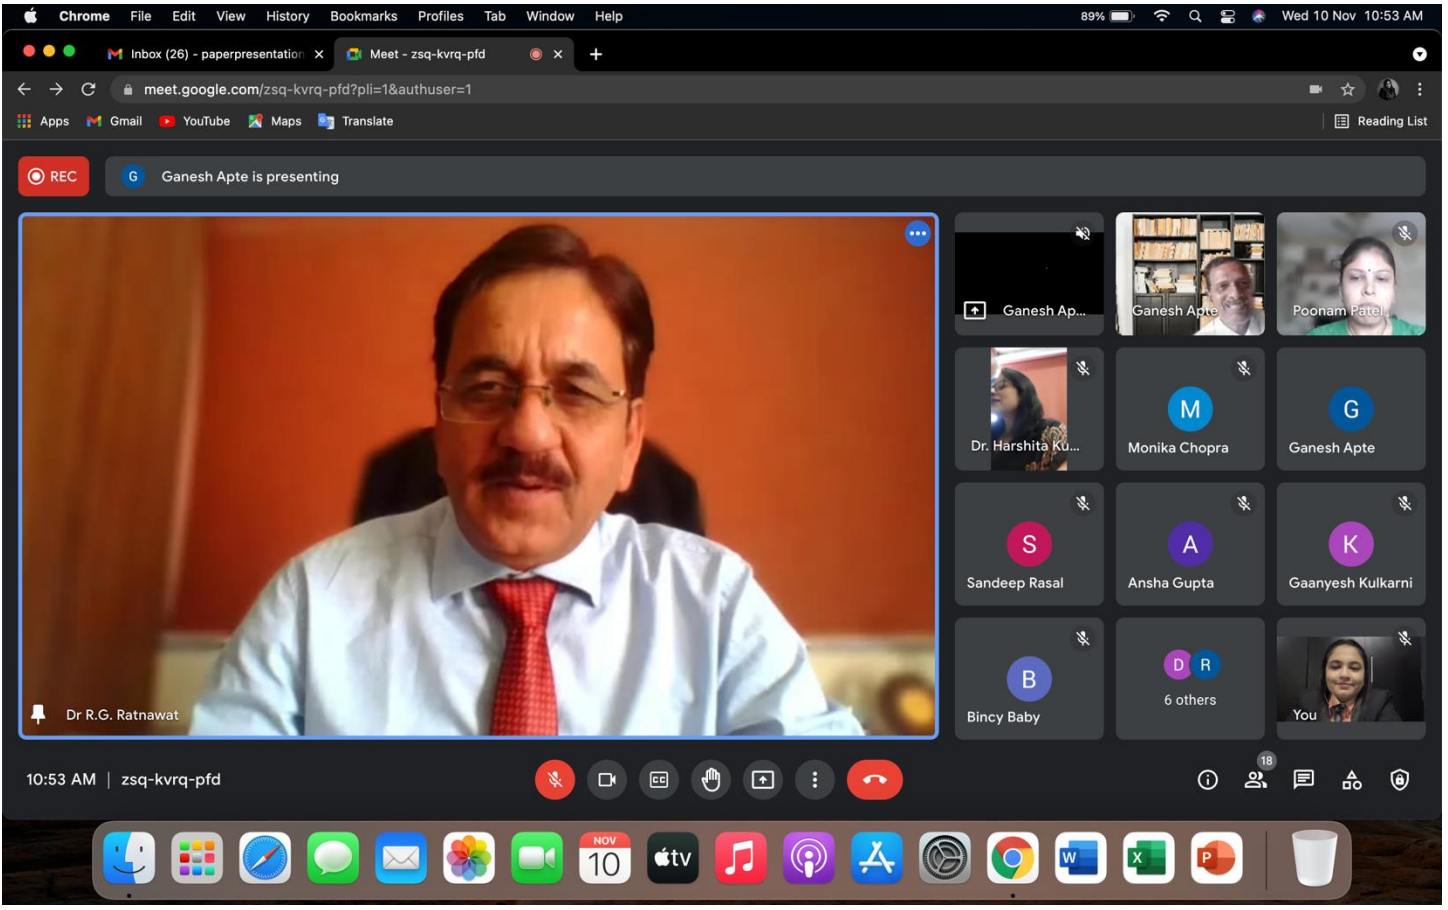 Chrome File Edit View History Bookmarks Profiles Tab Window Help 89% Wed 10 Nov 10:53 AM
Inbox (26) - paperpresentation Meet - zsq-kvrq-pfd
meet.google.com/zsq-kvrq-pfd?pli=1&authuser=1
Apps Gmail YouTube Maps Translate Reading List
REC G Ganesh Apte is presenting
Ganesh Ap... Ganesh Apte Poonam Patel
M G
Dr. Harshita Ku... Monika Chopra Ganesh Apte
S A K
Sandeep Rasal Ansha Gupta Gaanyesh Kulkarni
B D R
6 others
Bincy Baby You
Dr R.G. Ratnawat
10:53 AM | zsq-kvrq-pfd CC 18
NOV
10 tv W X P